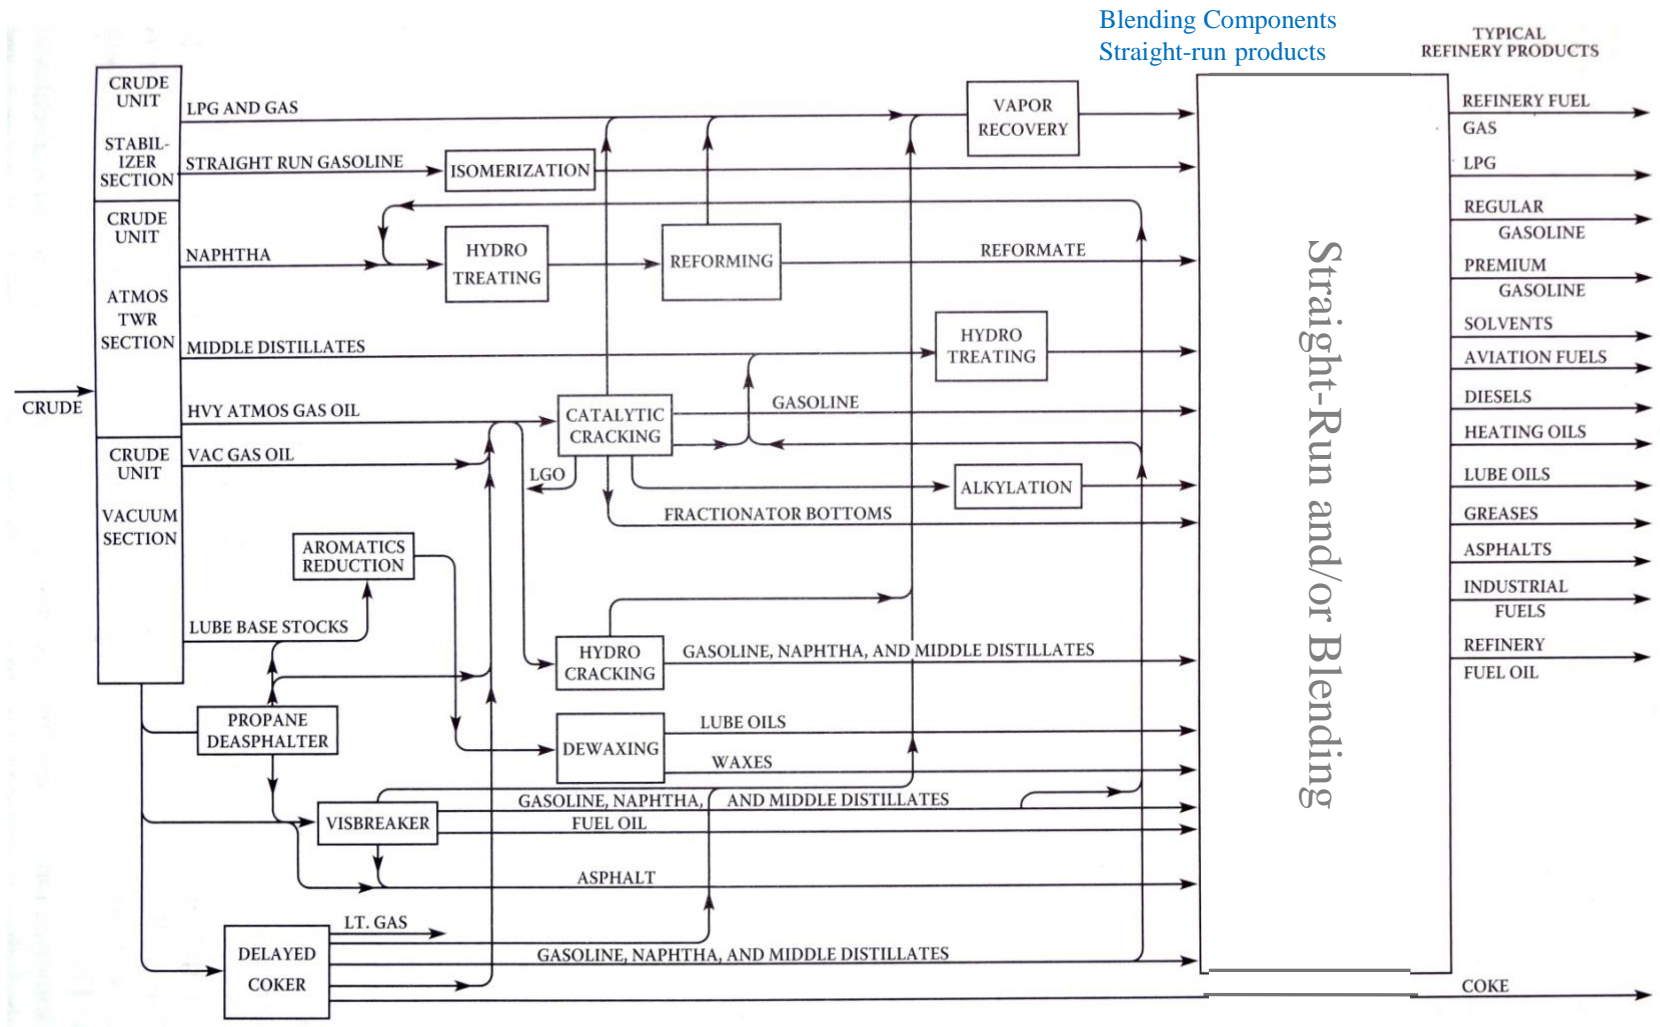 Blending Components
Straight-run products
TYPICAL
REFINERY PRODUCTS
CRUDE
UNIT
STABIL-
IZER
SECTION
LPG AND GAS
STRAIGHT RUN GASOLINE
ISOMERIZATION
VAPOR
RECOVERY
CRUDE
UNIT
ATMOS
TWR
SECTION
NAPHTHA
HYDRO
TREATING
REFORMING
REFORMATE
MIDDLE DISTILLATES
HYDRO
TREATING
CRUDE
HVY ATMOS GAS OIL
CATALYTIC
CRACKING
GASOLINE
CRUDE
UNIT
VACUUM
SECTION
VAC GAS OIL
LGO
ALKYLATION
FRACTIONATOR BOTTOMS
AROMATICS
REDUCTION
LUBE BASE STOCKS
HYDRO
CRACKING
GASOLINE, NAPHTHA, AND MIDDLE DISTILLATES
PROPANE
DEASPHALTER
DEWAXING
LUBE OILS
WAXES
VISBREAKER
GASOLINE, NAPHTHA, AND MIDDLE DISTILLATES
FUEL OIL
ASPHALT
DELAYED
COKER
LT. GAS
GASOLINE, NAPHTHA, AND MIDDLE DISTILLATES
Straight-Run and/or Blending
REFINERY FUEL
GAS
LPG
REGULAR
GASOLINE
PREMIUM
GASOLINE
SOLVENTS
AVIATION FUELS
DIESELS
HEATING OILS
LUBE OILS
GREASES
ASPHALTS
INDUSTRIAL
FUELS
REFINERY
FUEL OIL
COKE